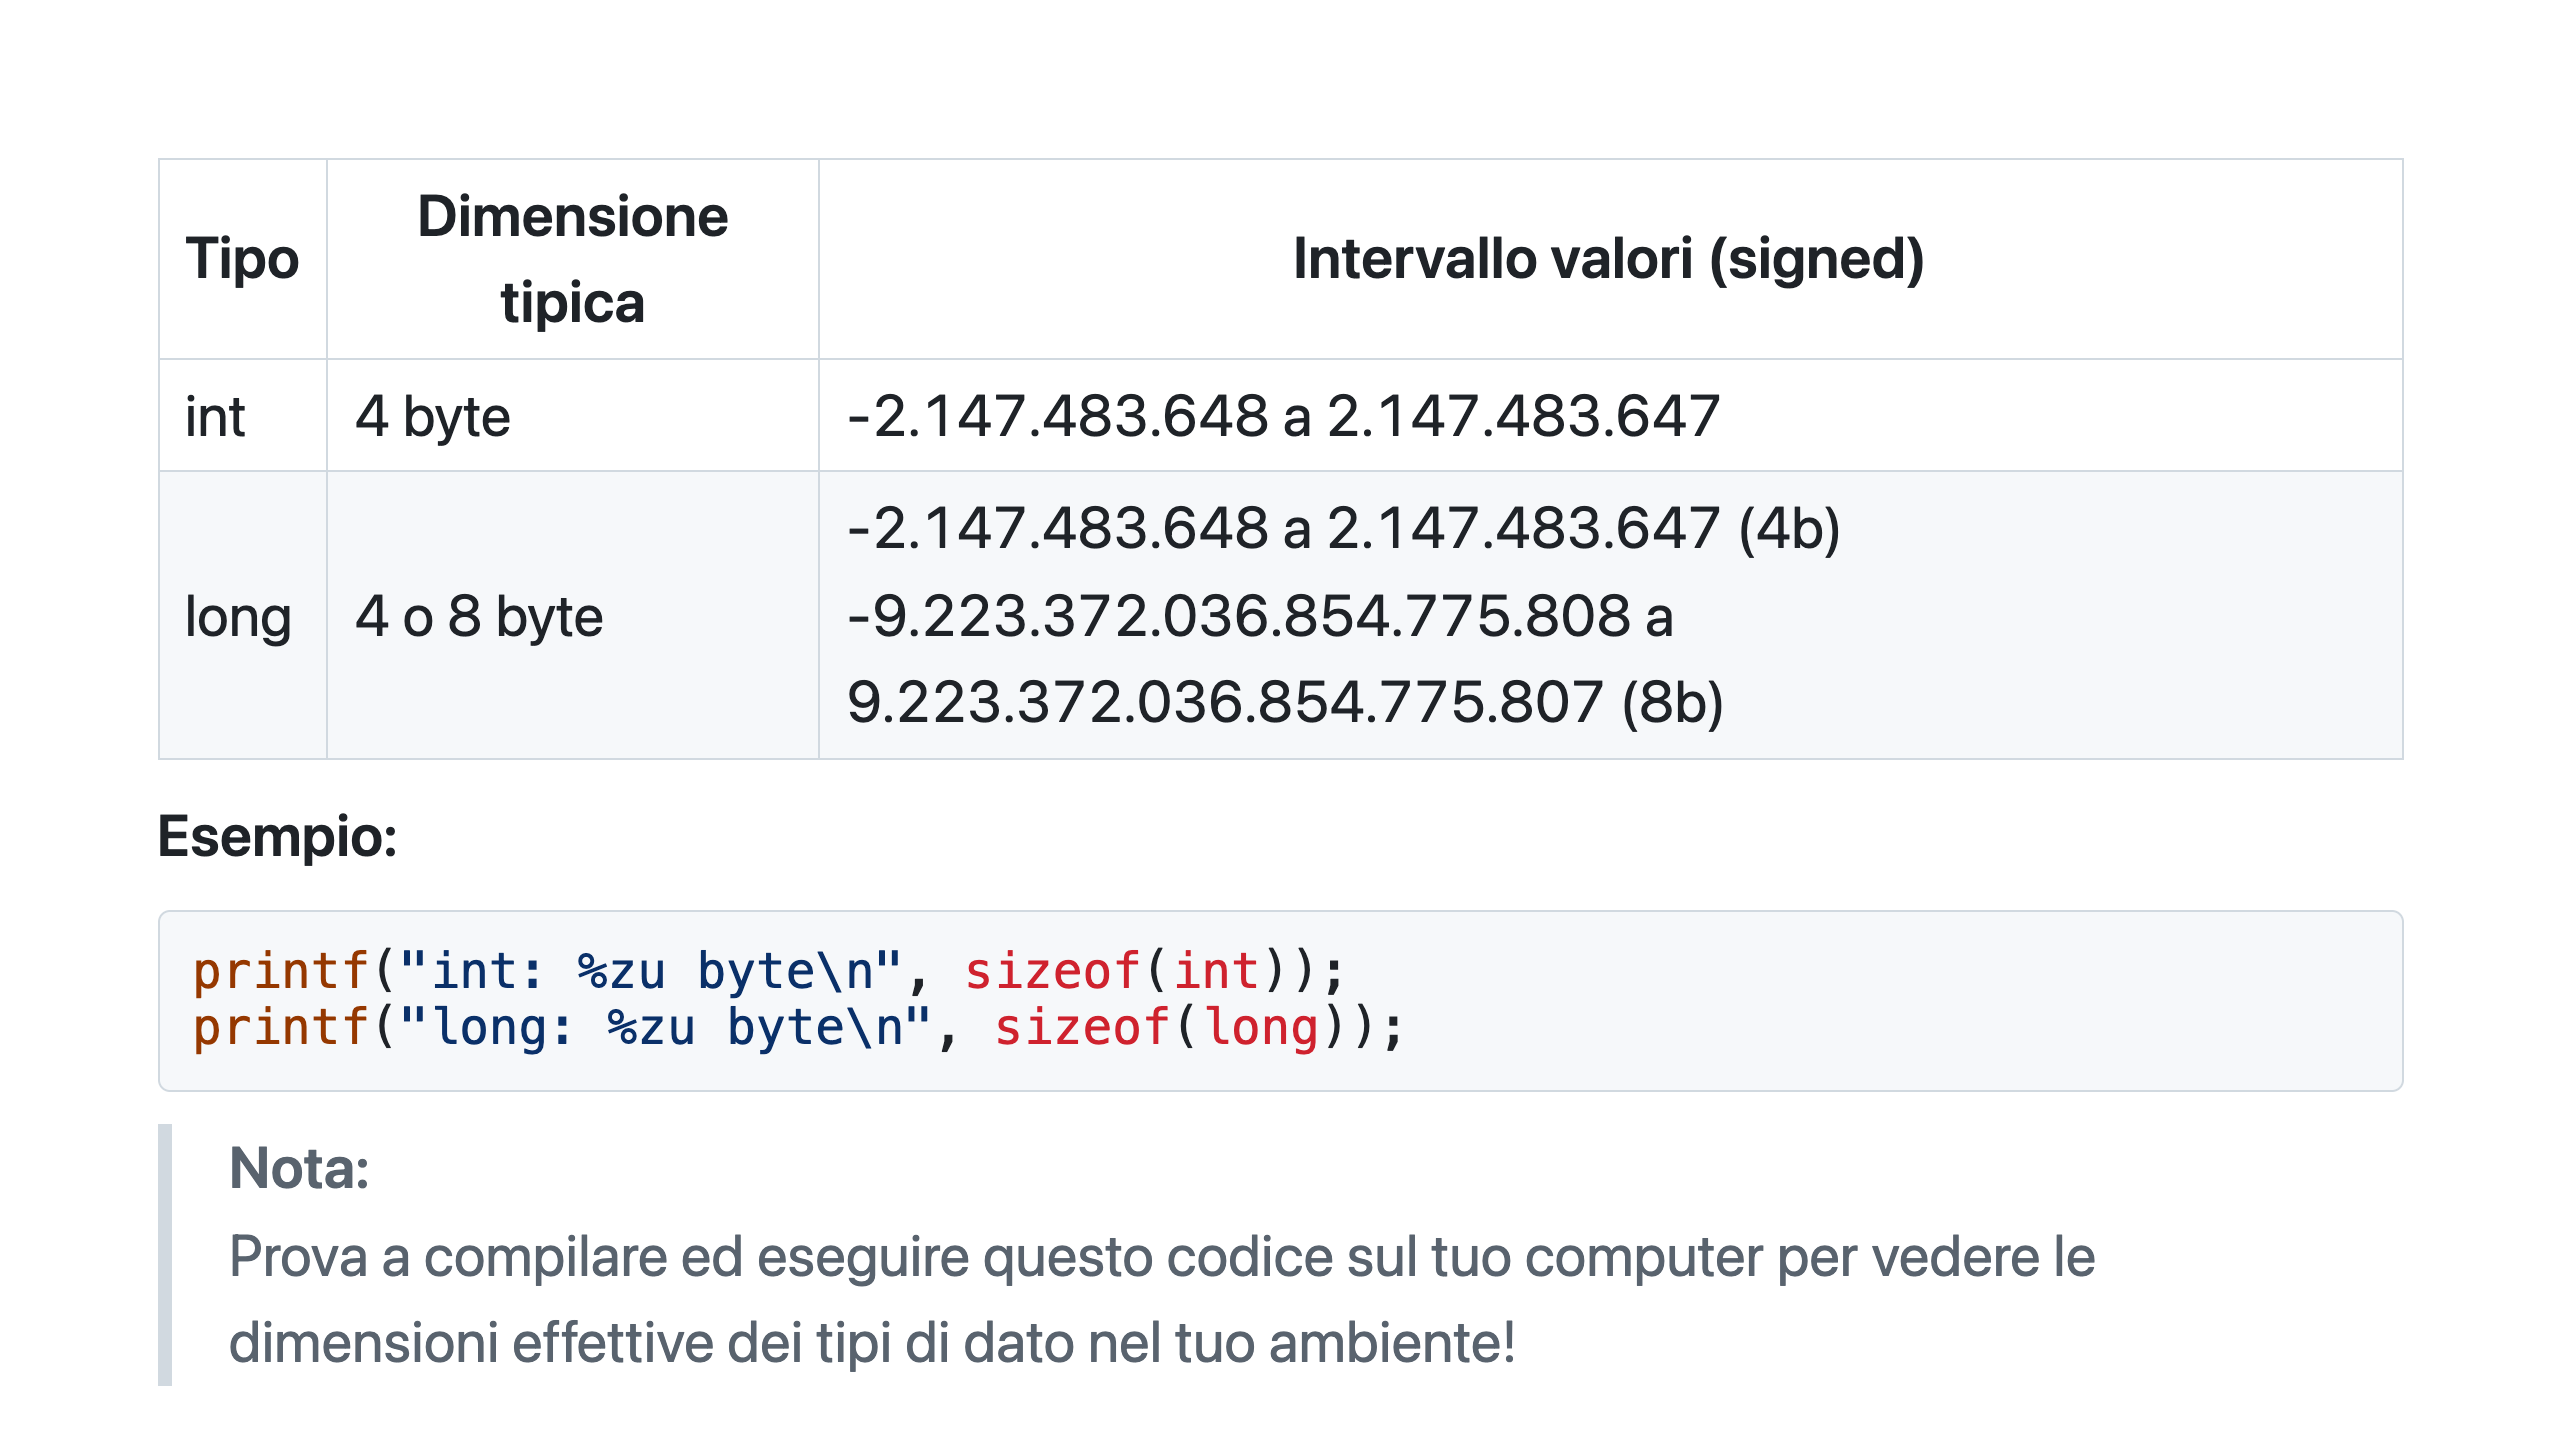 Tipo
Dimensione
tipica
Intervallo valori (signed)
int
4 byte
-2.147.483.648 a 2.147.483.647
long
4 o 8 byte
-2.147.483.648 a 2.147.483.647 (4b)
-9.223.372.036.854.775.808 a
9.223.372.036.854.775.807 (8b)
Esempio:
printf("int: %zu byte\n", sizeof(int));
printf("long: %zu byte\n", sizeof(long));
Nota:
Prova a compilare ed eseguire questo codice sul tuo computer per vedere le
dimensioni effettive dei tipi di dato nel tuo ambiente!